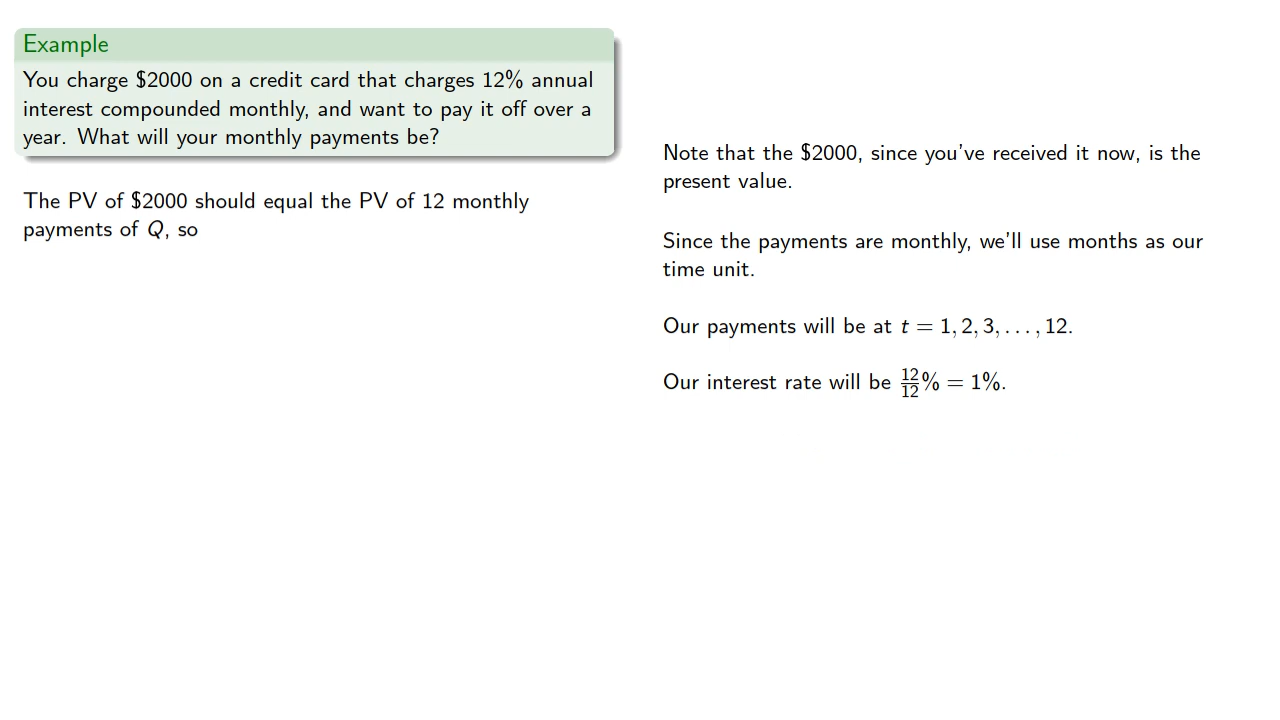 Example
You charge $2000 on a credit card that charges 12% annual
interest compounded monthly, and want to pay it off over a
year. What will your monthly payments be?
The PV of $2000 should equal the PV of 12 monthly
payments of Q, so
Note that the $2000, since you've received it now, is the
present value.
Since the payments are monthly, we'll use months as our
time unit.
Our payments will be at t = 1, 2, 3, . . . , 12.
Our interest rate will be 12/12% = 1%.